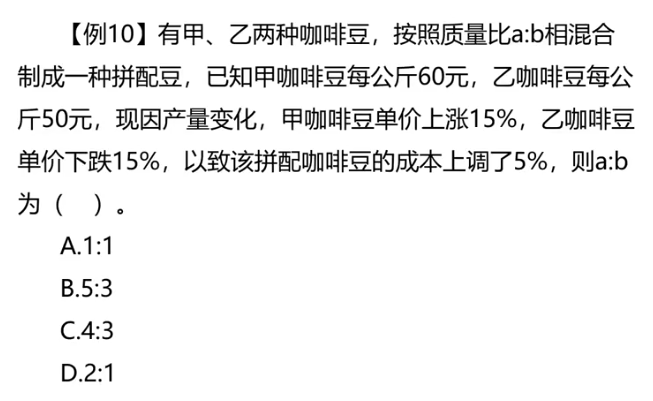 【例10】有甲、乙两种咖啡豆，按照质量比a:b相混合
制成一种拼配豆，已知甲咖啡豆每公斤60元，乙咖啡豆每公
斤50元，现因产量变化，甲咖啡豆单价上涨15%，乙咖啡豆
单价下跌15%，以致该拼配咖啡豆的成本上调了5%，则a:b
为（　）。
A.1:1
B.5:3
C.4:3
D.2:1